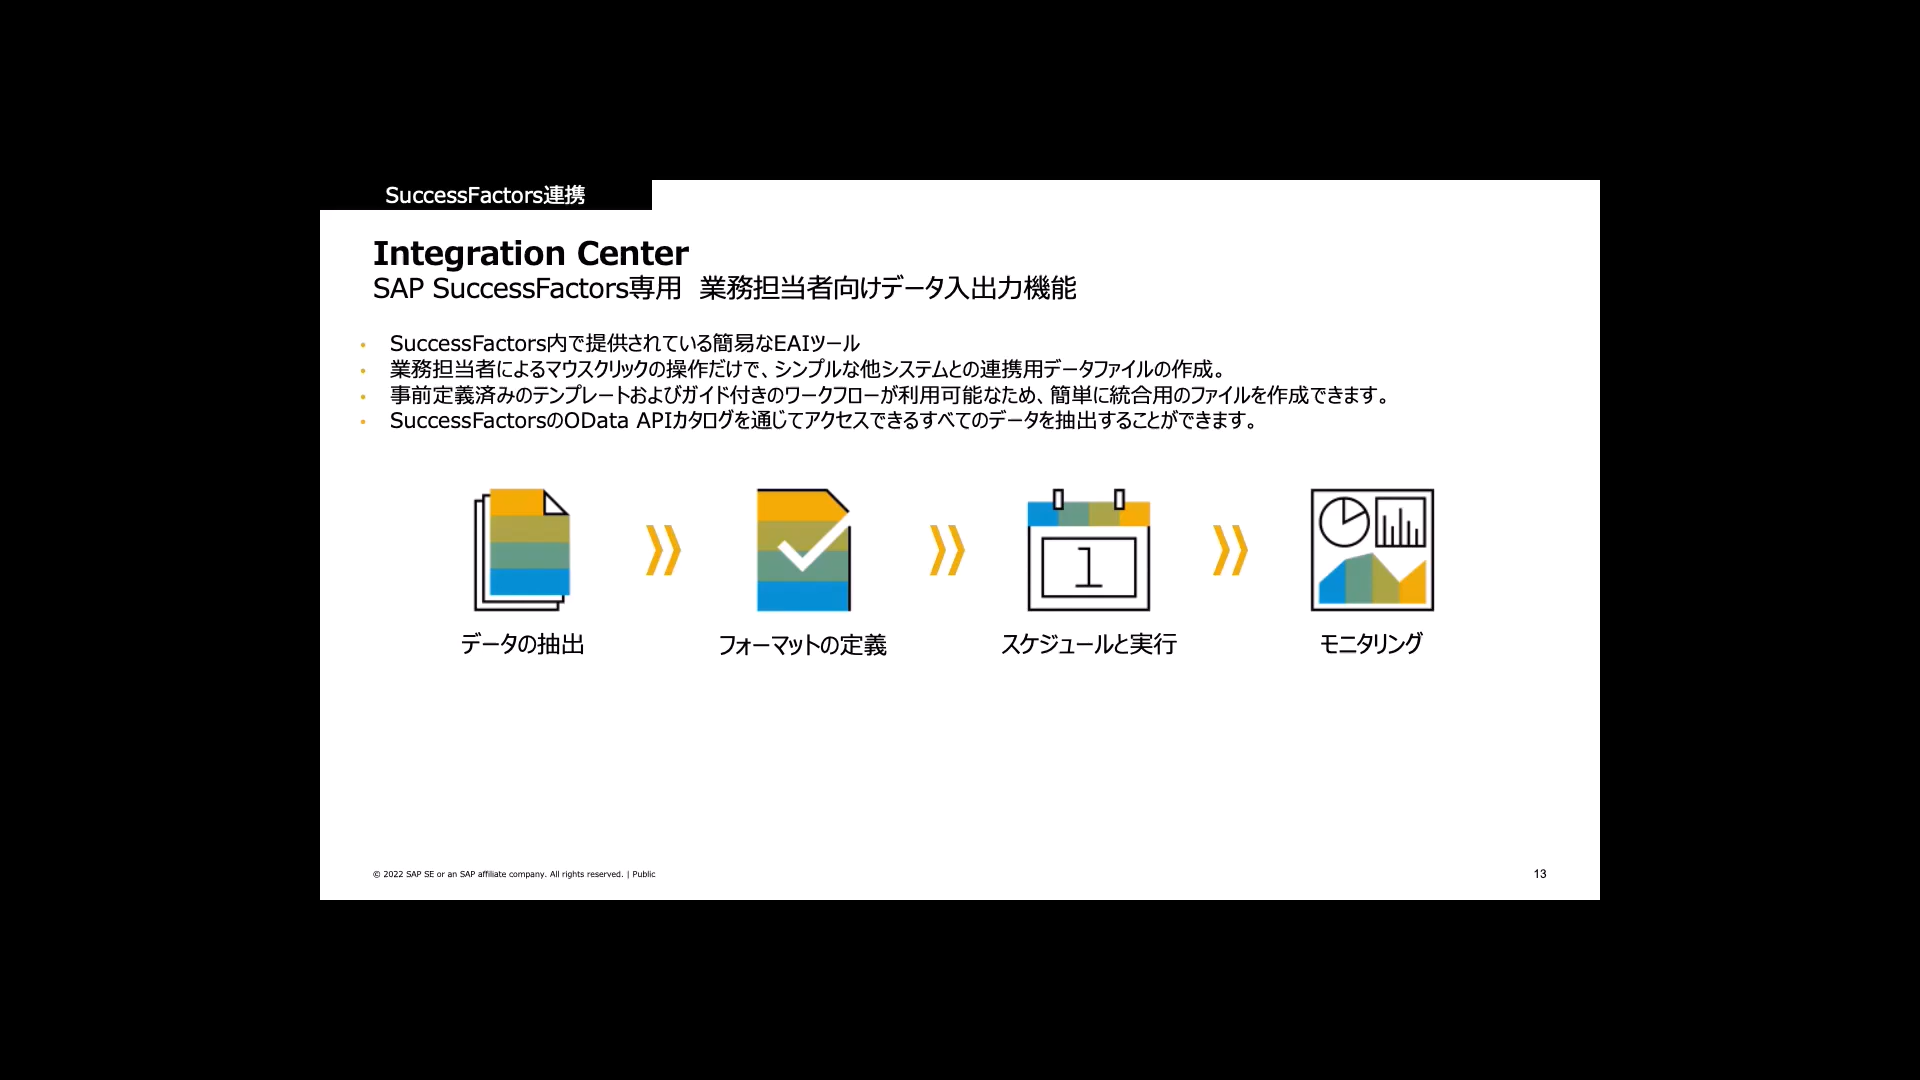 SuccessFactors連携
Integration Center
SAP SuccessFactors専用 業務担当者向けデータ入出力機能
• SuccessFactors内で提供されている簡易なEAIツール
• 業務担当者によるマウスクリックの操作だけで、シンプルな他システムとの連携用データファイルの作成。
• 事前定義済みのテンプレートおよびガイド付きのワークフローが利用可能なため、簡単に統合用のファイルを作成できます。
• SuccessFactorsのOData APIカタログを通じてアクセスできるすべてのデータを抽出することができます。
1
データの抽出
フォーマットの定義
スケジュールと実行
モニタリング
© 2022 SAP SE or an SAP affiliate company. All rights reserved. | Public
13